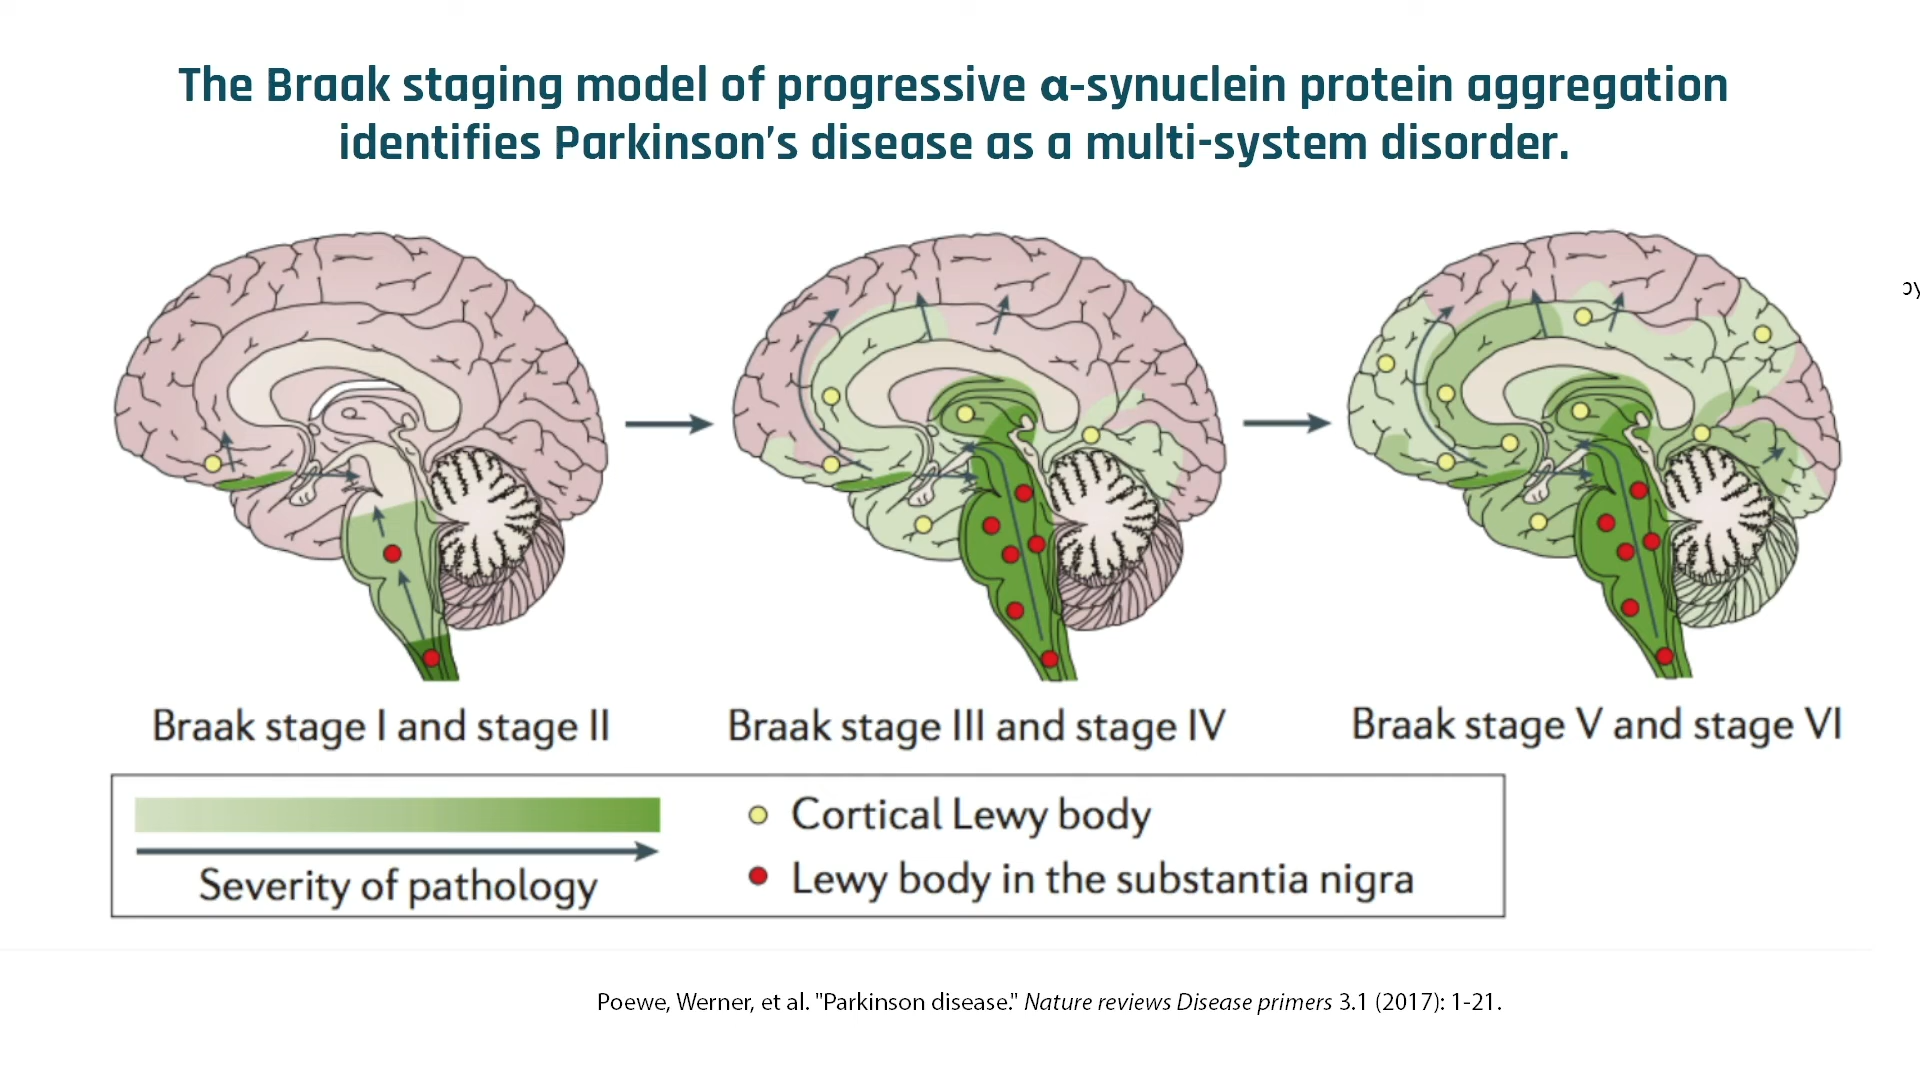 The Braak staging model of progressive α-synuclein protein aggregation
identifies Parkinson's disease as a multi-system disorder.
Braak stage I and stage II
Braak stage III and stage IV
Braak stage V and stage VI
Severity of pathology
Cortical Lewy body
Lewy body in the substantia nigra
Poewe, Werner, et al. "Parkinson disease." Nature reviews Disease primers 3.1 (2017): 1-21.